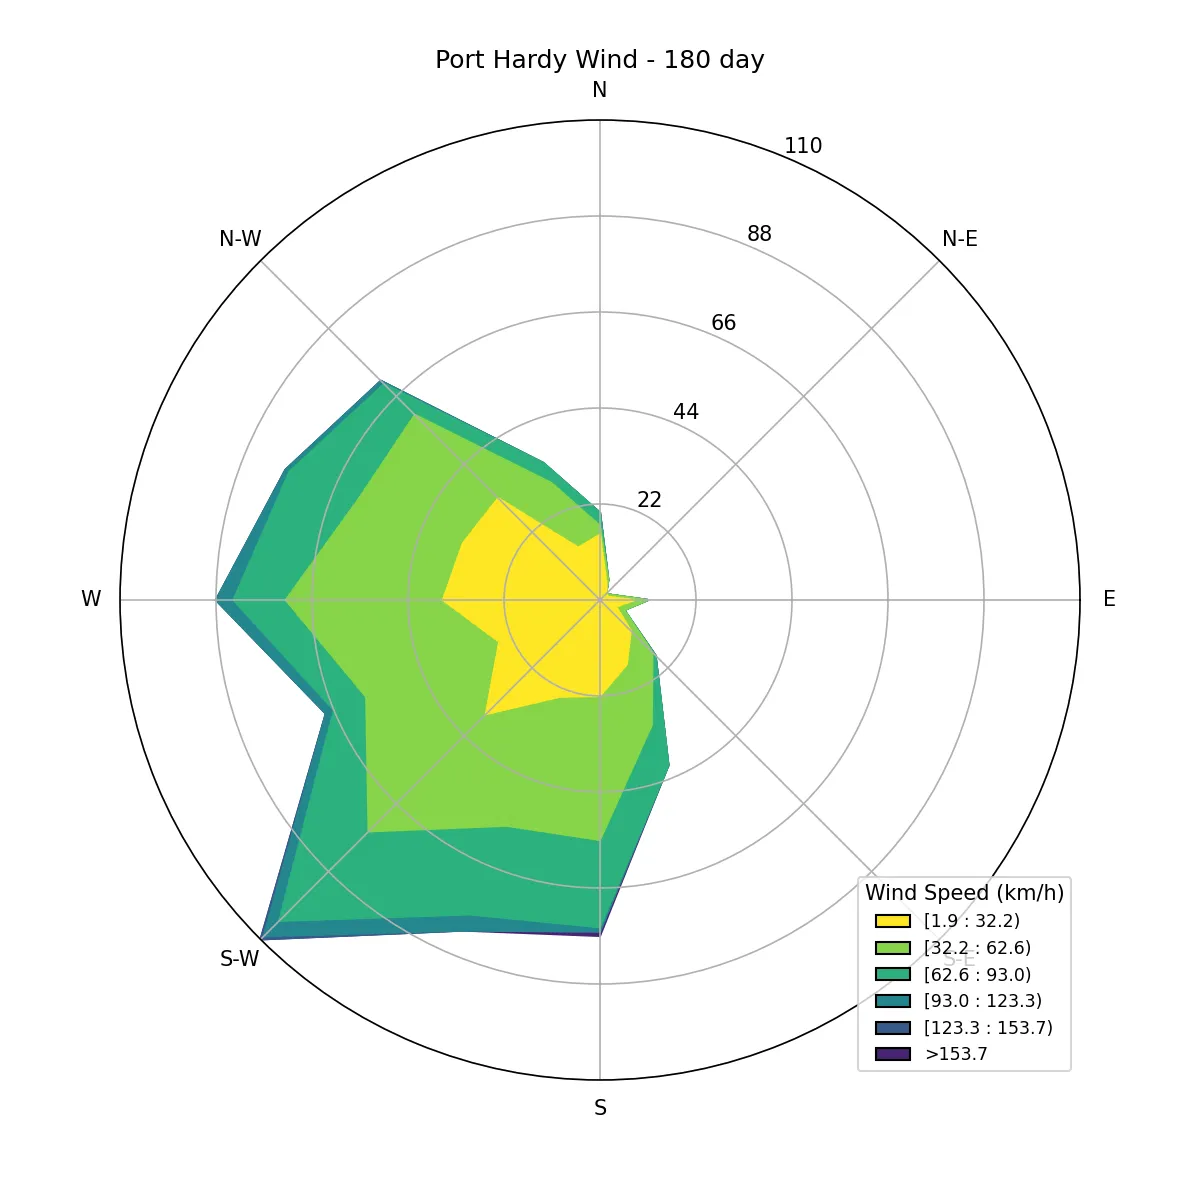 Port Hardy Wind - 180 day
N
110
88
N-W
N-E
66
44
22
W
E
Wind Speed (km/h)
[1.9 : 32.2)
[32.2 : 62.6)
S-W
S-E
[62.6 : 93.0)
[93.0 : 123.3)
[123.3 : 153.7)
>153.7
S